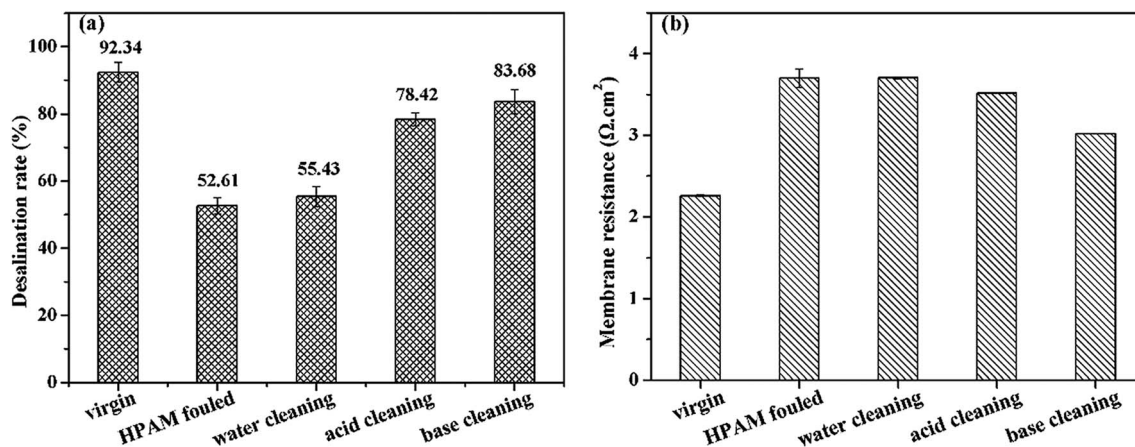 (a)
Desalination rate (%)
100
80
60
40
20
0
92.34
52.61
55.43
78.42
83.68
virgin
HPAM fouled
water cleaning
acid cleaning
base cleaning
(b)
Membrane resistance (Ω.cm²)
4
3
2
1
0
virgin
HPAM fouled
water cleaning
acid cleaning
base cleaning